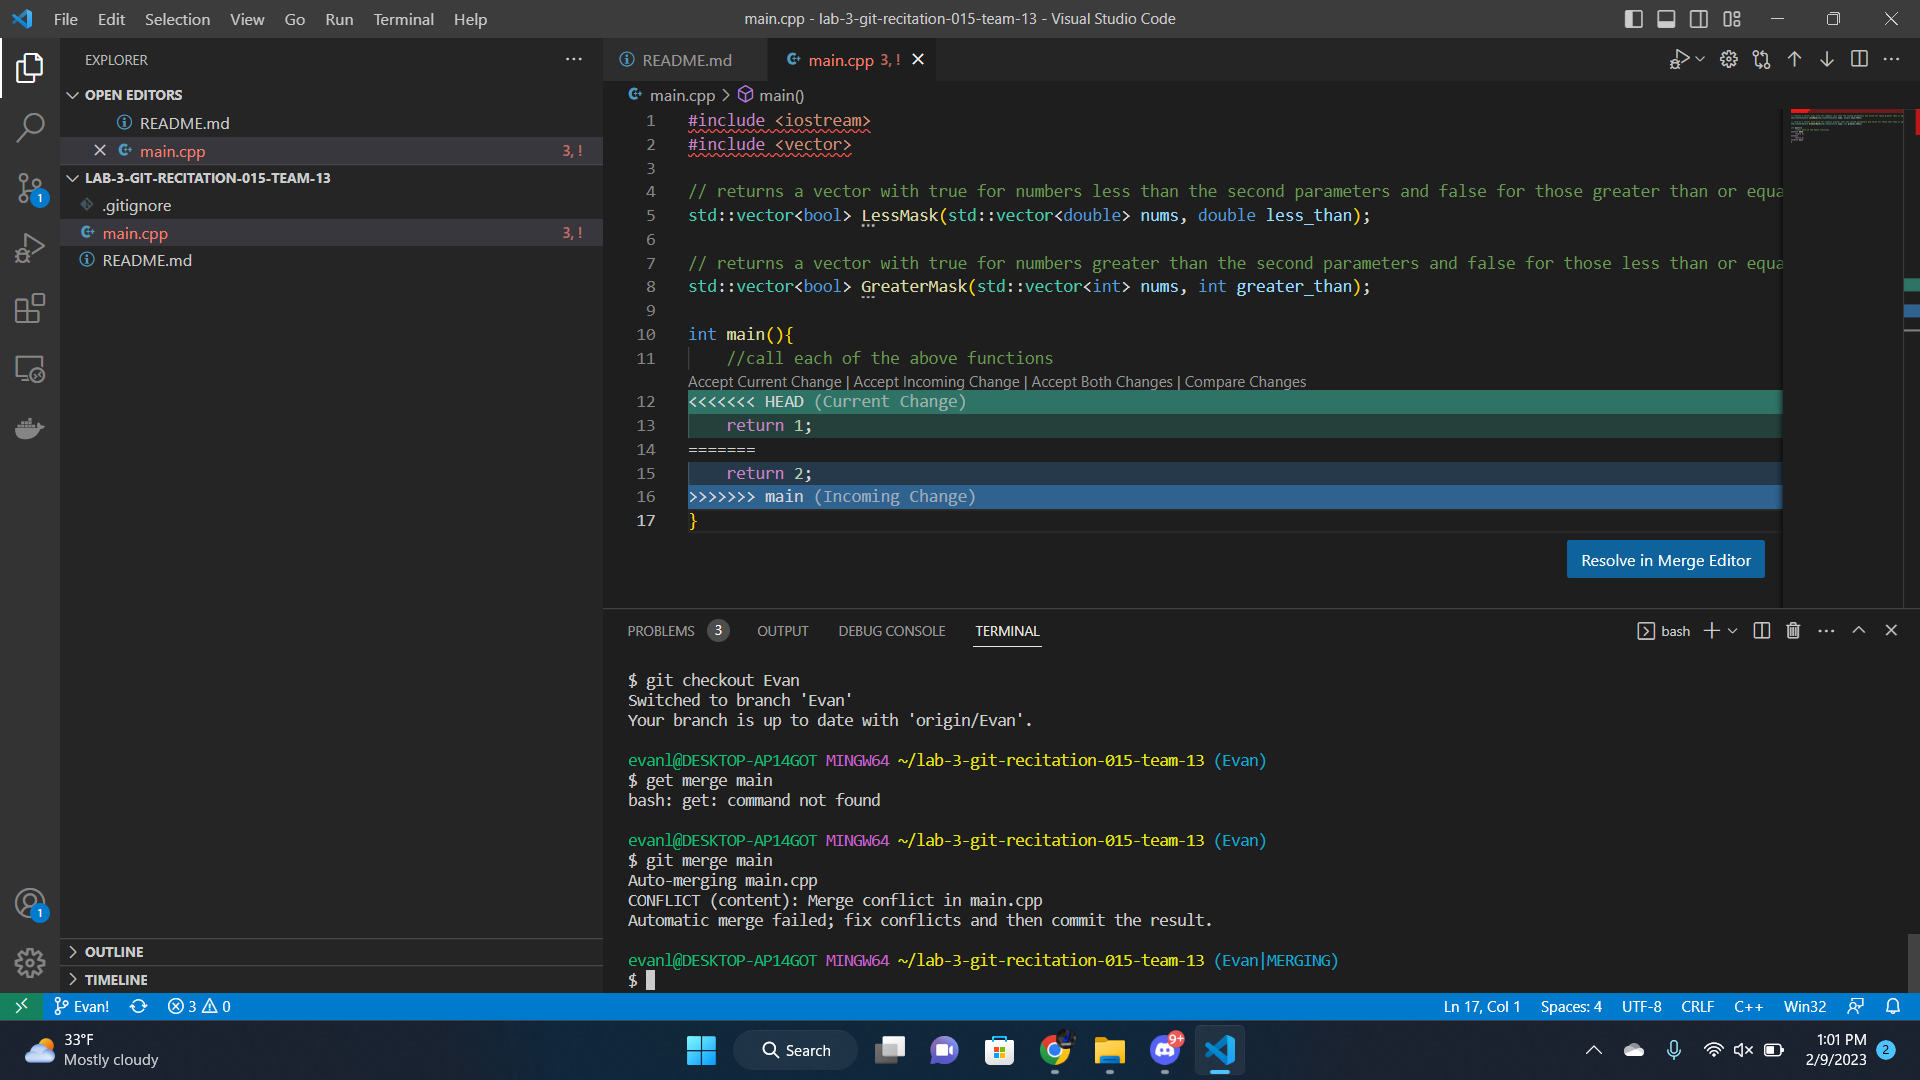 File Edit Selection View Go Run Terminal Help
main.cpp - lab-3-git-recitation-015-team-13 - Visual Studio Code
EXPLORER
OPEN EDITORS
README.md
main.cpp 3, !
LAB-3-GIT-RECITATION-015-TEAM-13
.gitignore
main.cpp 3, !
README.md
OUTLINE
TIMELINE
1
1
README.md
main.cpp 3, !
main.cpp > main()
1 #include <iostream>
2 #include <vector>
3
4 // returns a vector with true for numbers less than the second parameters and false for those greater than or equa
5 std::vector<bool> LessMask(std::vector<double> nums, double less_than);
6
7 // returns a vector with true for numbers greater than the second parameters and false for those less than or equa
8 std::vector<bool> GreaterMask(std::vector<int> nums, int greater_than);
9
10 int main(){
11 //call each of the above functions
Accept Current Change | Accept Incoming Change | Accept Both Changes | Compare Changes
12 <<<<<<< HEAD (Current Change)
13 return 1;
14 =======
15 return 2;
16 >>>>>>> main (Incoming Change)
17 }
Resolve in Merge Editor
PROBLEMS 3 OUTPUT DEBUG CONSOLE TERMINAL
bash
$ git checkout Evan
Switched to branch 'Evan'
Your branch is up to date with 'origin/Evan'.
evanl@DESKTOP-AP14GOT MINGW64 ~/lab-3-git-recitation-015-team-13 (Evan)
$ get merge main
bash: get: command not found
evanl@DESKTOP-AP14GOT MINGW64 ~/lab-3-git-recitation-015-team-13 (Evan)
$ git merge main
Auto-merging main.cpp
CONFLICT (content): Merge conflict in main.cpp
Automatic merge failed; fix conflicts and then commit the result.
evanl@DESKTOP-AP14GOT MINGW64 ~/lab-3-git-recitation-015-team-13 (Evan|MERGING)
$
Evan! 3 0
Ln 17, Col 1 Spaces: 4 UTF-8 CRLF C++ Win32
33°F
Mostly cloudy
Search
9+
1:01 PM
2/9/2023
2